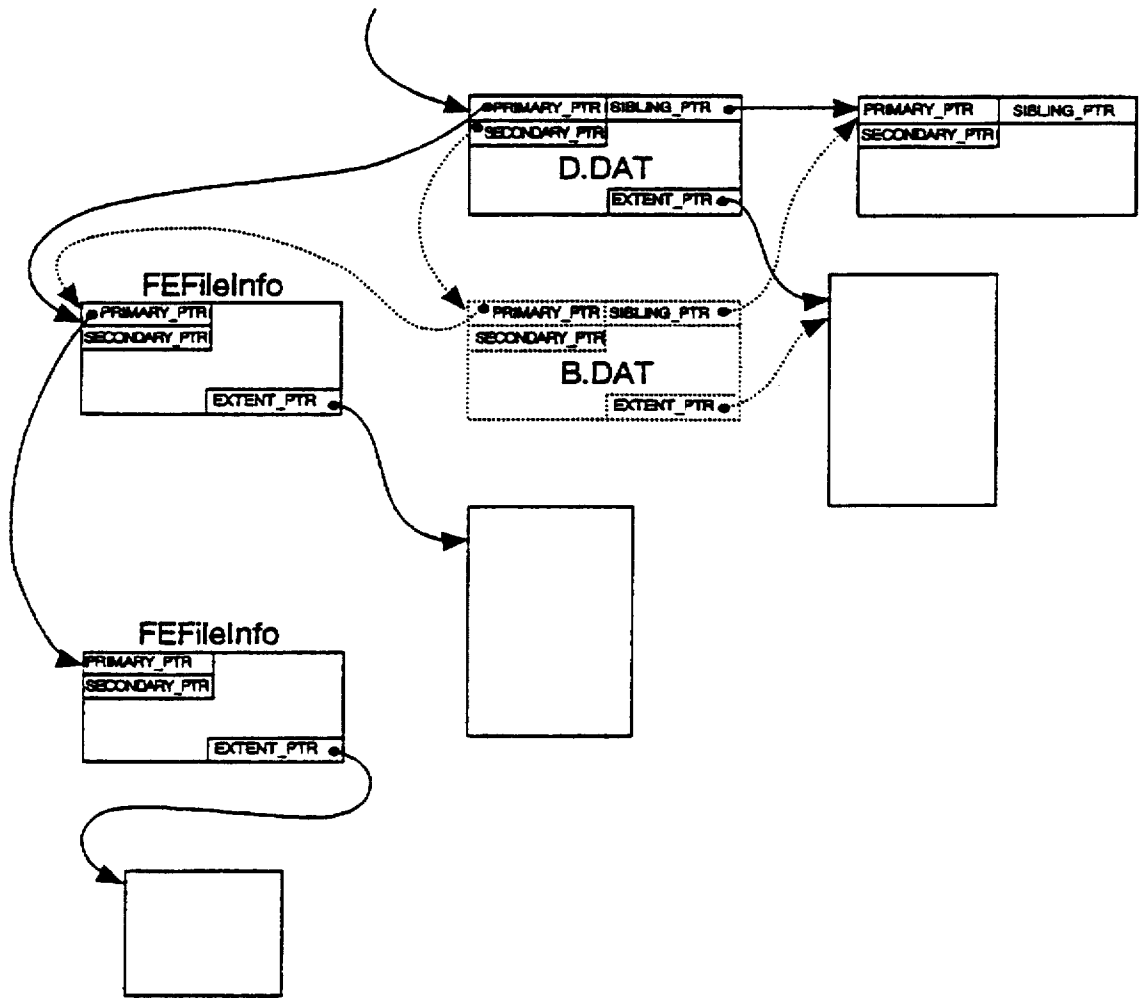 PRIMARY_PTR SIBLING_PTR PRIMARY_PTR SIBLING_PTR
SECONDARY_PTR SECONDARY_PTR
D.DAT
EXTENT_PTR
FEFileInfo
PRIMARY_PTR PRIMARY_PTR SIBLING_PTR
SECONDARY_PTR SECONDARY_PTR
B.DAT
EXTENT_PTR EXTENT_PTR
FEFileInfo
PRIMARY_PTR
SECONDARY_PTR
EXTENT_PTR